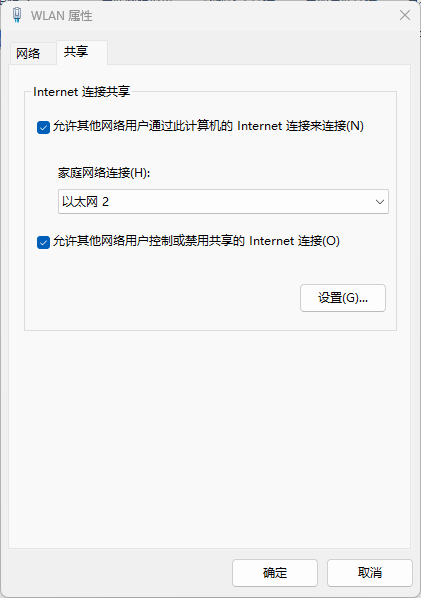 WLAN 属性
网络
共享
Internet 连接共享
允许其他网络用户通过此计算机的 Internet 连接来连接(N)
家庭网络连接(H):
以太网 2
允许其他网络用户控制或禁用共享的 Internet 连接(O)
设置(G)...
确定
取消